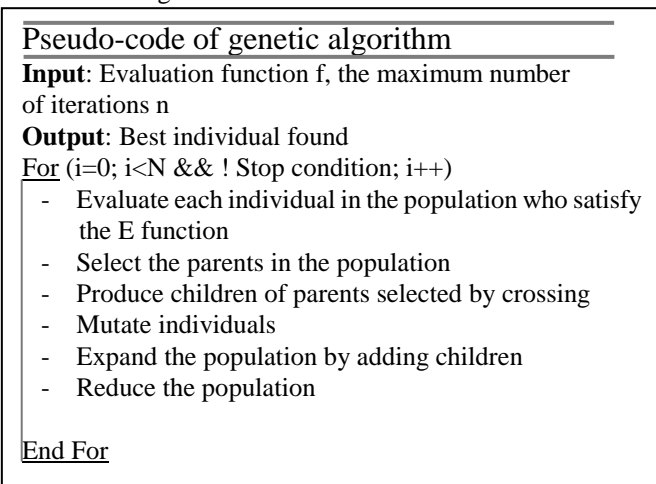 Pseudo-code of genetic algorithm
Input: Evaluation function f, the maximum number
of iterations n
Output: Best individual found
For (i=0; i<N && ! Stop condition; i++)
- Evaluate each individual in the population who satisfy
the E function
- Select the parents in the population
- Produce children of parents selected by crossing
- Mutate individuals
- Expand the population by adding children
- Reduce the population
End For